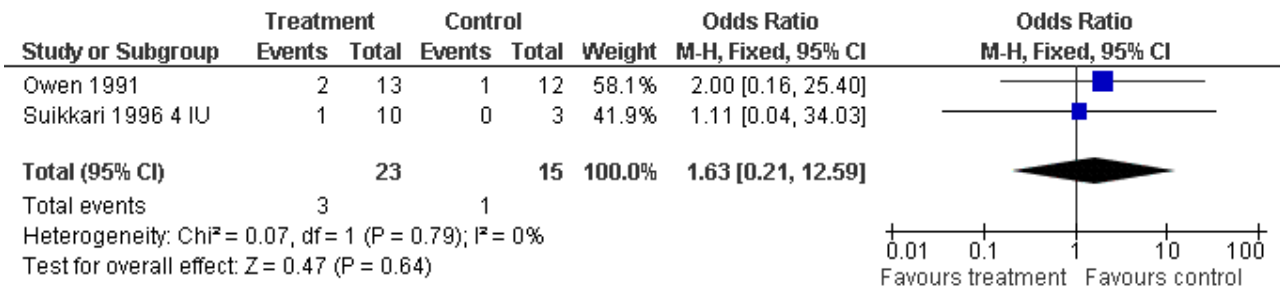 Treatment Control Odds Ratio Odds Ratio
Study or Subgroup Events Total Events Total Weight M-H, Fixed, 95% CI M-H, Fixed, 95% CI
Owen 1991 2 13 1 12 58.1% 2.00 [0.16, 25.40]
Suikkari 1996 4 IU 1 10 0 3 41.9% 1.11 [0.04, 34.03]
Total (95% CI) 23 15 100.0% 1.63 [0.21, 12.59]
Total events 3 1
Heterogeneity: Chi² = 0.07, df = 1 (P = 0.79); I² = 0%
Test for overall effect: Z = 0.47 (P = 0.64)
0.01 0.1 1 10 100
Favours treatment Favours control